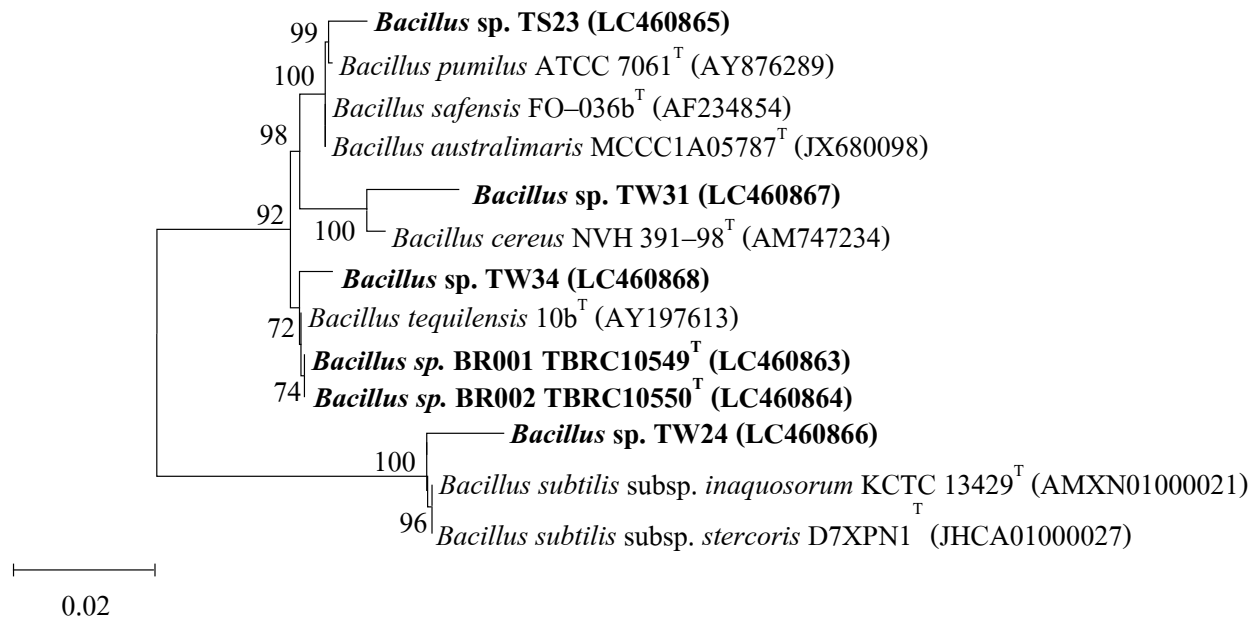 99
Bacillus sp. TS23 (LC460865)
Bacillus pumilus ATCC 7061ᵀ (AY876289)
100
Bacillus safensis FO–036bᵀ (AF234854)
98
Bacillus australimaris MCCC1A05787ᵀ (JX680098)
Bacillus sp. TW31 (LC460867)
92
100
Bacillus cereus NVH 391–98ᵀ (AM747234)
Bacillus sp. TW34 (LC460868)
72
Bacillus tequilensis 10bᵀ (AY197613)
Bacillus sp. BR001 TBRC10549ᵀ (LC460863)
74
Bacillus sp. BR002 TBRC10550ᵀ (LC460864)
Bacillus sp. TW24 (LC460866)
100
Bacillus subtilis subsp. inaquosorum KCTC 13429ᵀ (AMXN01000021)
96
Bacillus subtilis subsp. stercoris D7XPN1ᵀ (JHCA01000027)
0.02